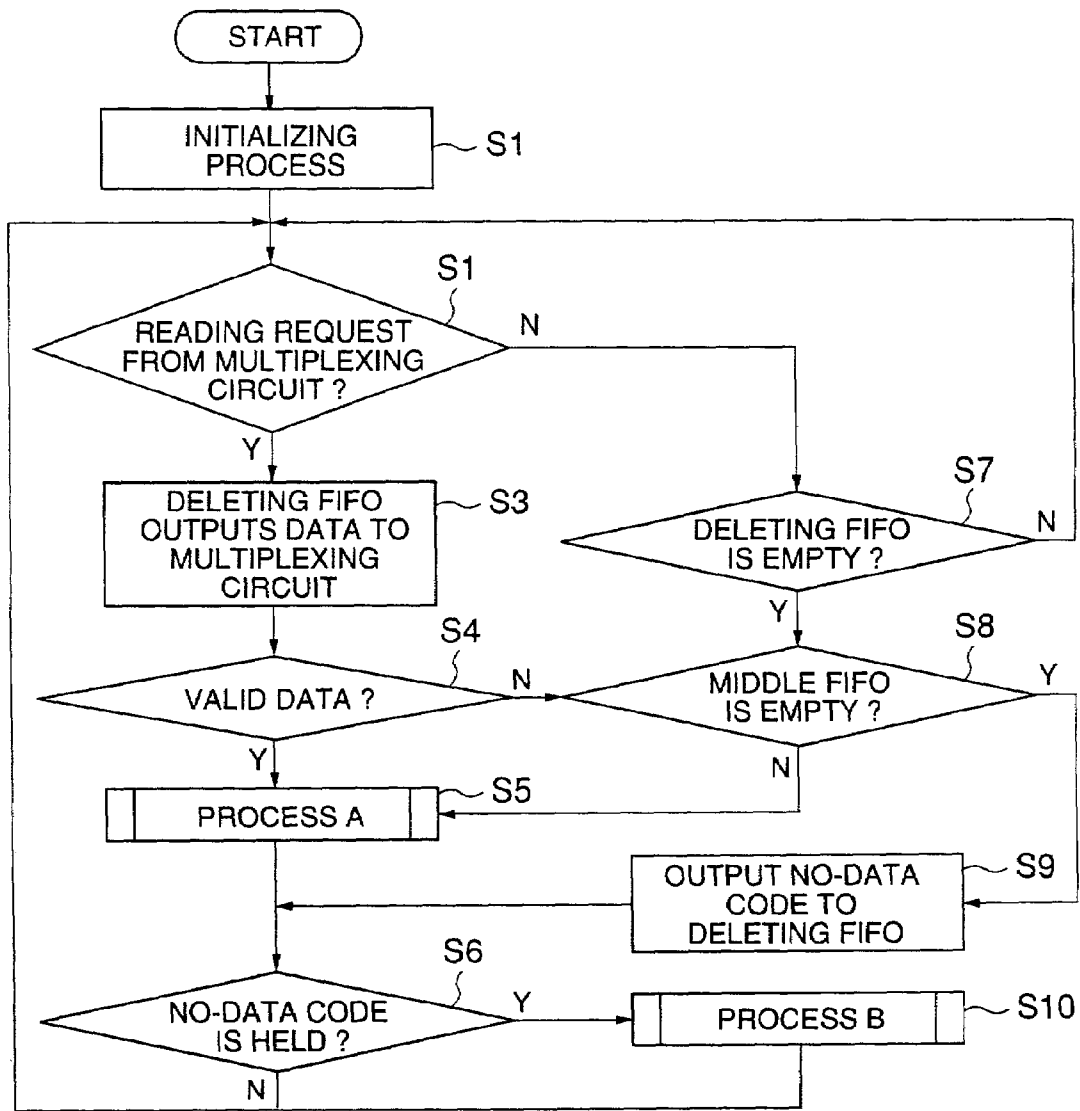 START
INITIALIZING
PROCESS
S1
S1
READING REQUEST
FROM MULTIPLEXING
CIRCUIT ?
N
Y
DELETING FIFO
OUTPUTS DATA TO
MULTIPLEXING
CIRCUIT
S3
S7
DELETING FIFO
IS EMPTY ?
N
Y
S4
VALID DATA ?
N
Y
S8
MIDDLE FIFO
IS EMPTY ?
Y
N
PROCESS A
S5
OUTPUT NO-DATA
CODE TO
DELETING FIFO
S9
S6
NO-DATA CODE
IS HELD ?
Y
N
PROCESS B
S10